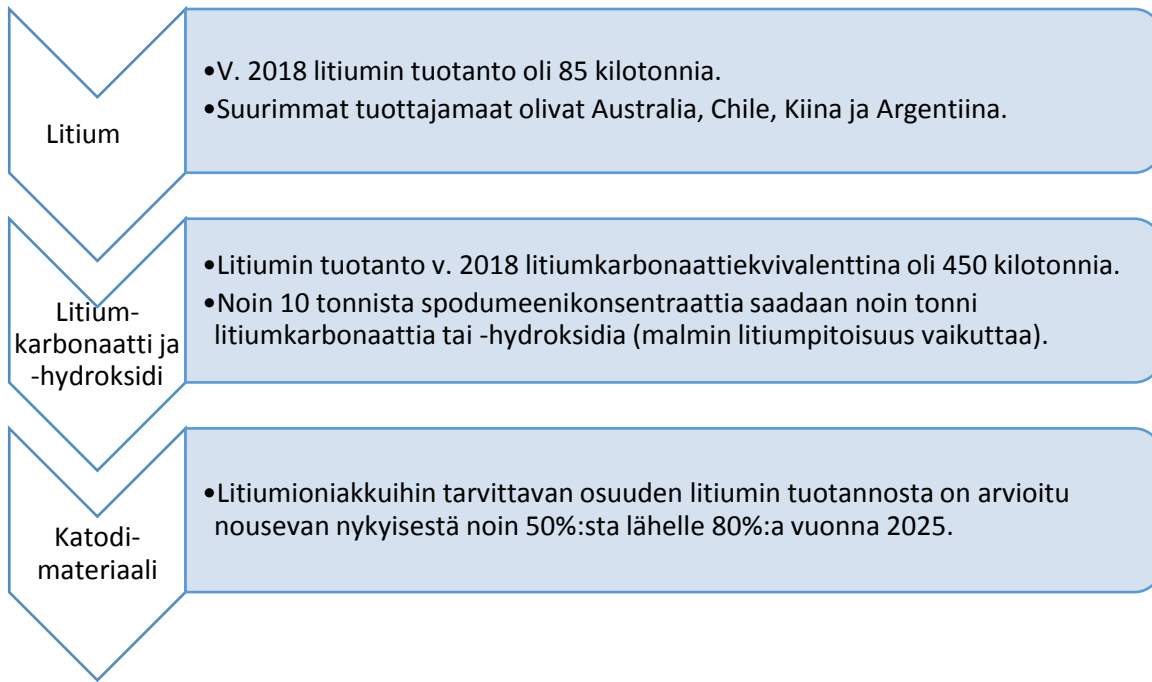 Litium
•V. 2018 litiumin tuotanto oli 85 kilotonnia.
•Suurimmat tuottajamaat olivat Australia, Chile, Kiina ja Argentiina.
Litium-
karbonaatti ja
-hydroksidi
•Litiumin tuotanto v. 2018 litiumkarbonaattiekvivalenttina oli 450 kilotonnia.
•Noin 10 tonnista spodumeenikonsentraattia saadaan noin tonni
litiumkarbonaattia tai -hydroksidia (malmin litiumpitoisuus vaikuttaa).
Katodi-
materiaali
•Litiumioniakkuihin tarvittavan osuuden litiumin tuotannosta on arvioitu
nousevan nykyisestä noin 50%:sta lähelle 80%:a vuonna 2025.